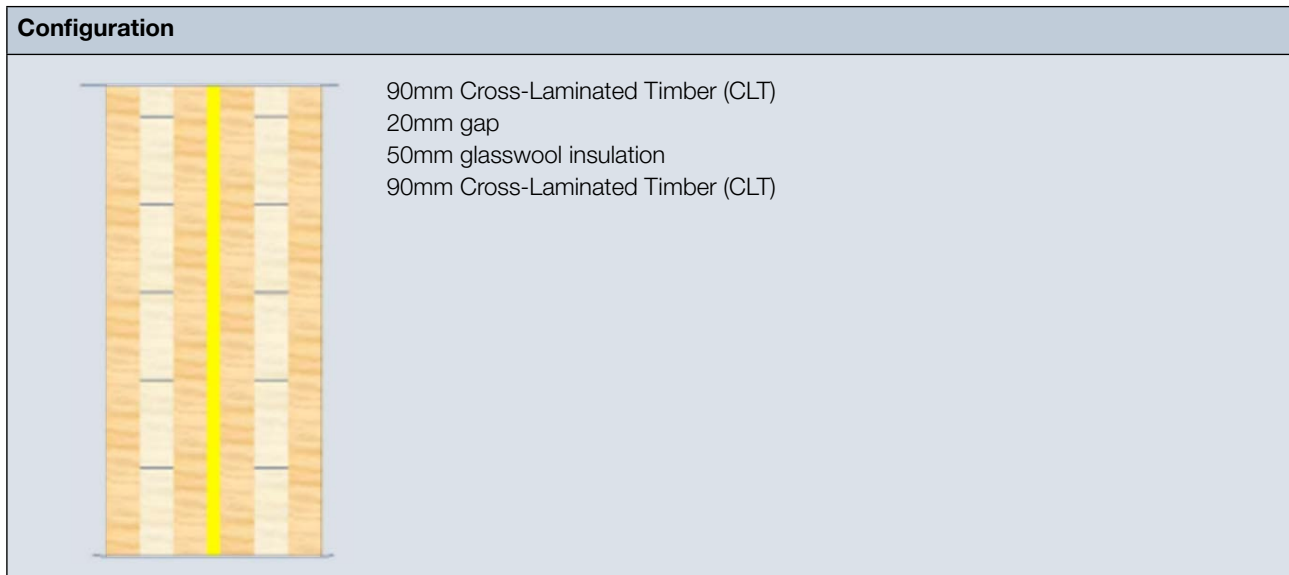 Configuration
90mm Cross-Laminated Timber (CLT)
20mm gap
50mm glasswool insulation
90mm Cross-Laminated Timber (CLT)